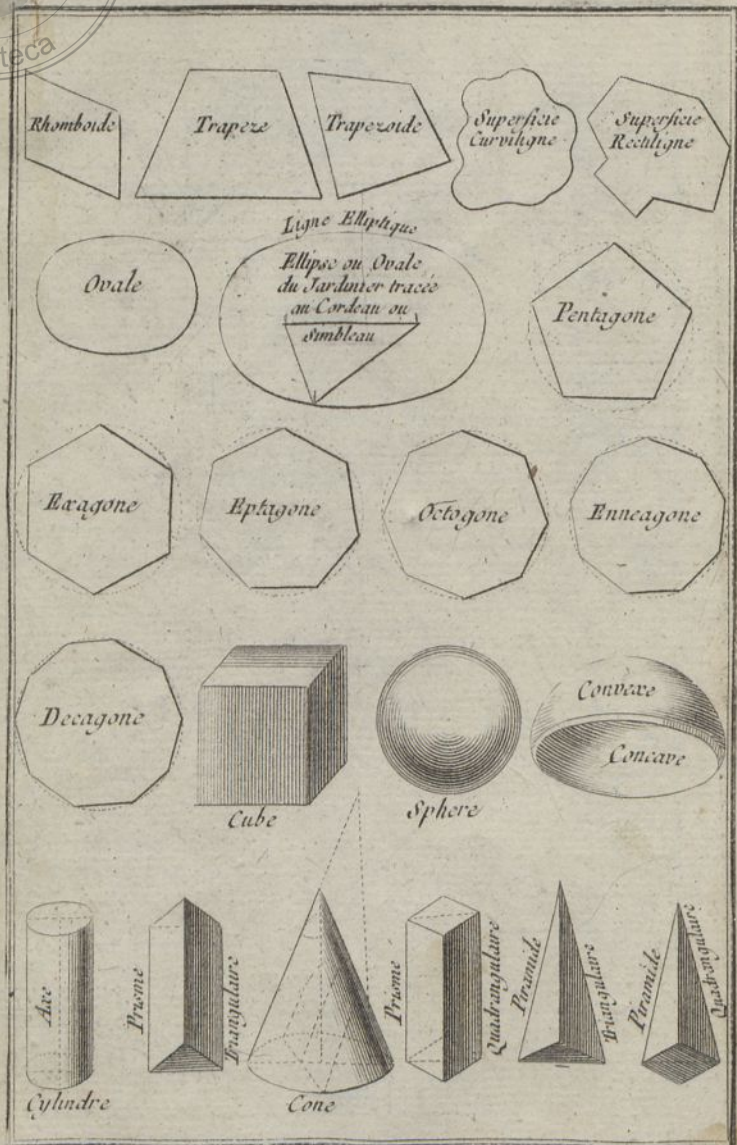 teca
Rhomboide
Trapeze
Trapezoide
Superficie
Curviligne
Superficie
Rectiligne
Ovale
Ligne Elliptique
Ellipse ou Ovale
du Jardinier tracée
au Cordeau ou
Simbleau
Pentagone
Exagone
Eptagone
Octogone
Enneagone
Decagone
Cube
Sphere
Convexe
Concave
Axe
Cylindre
Prisme
Triangulaire
Cone
Prisme
Quadrangulaire
Piramide
Triangulaire
Piramide
Quadrangulaire